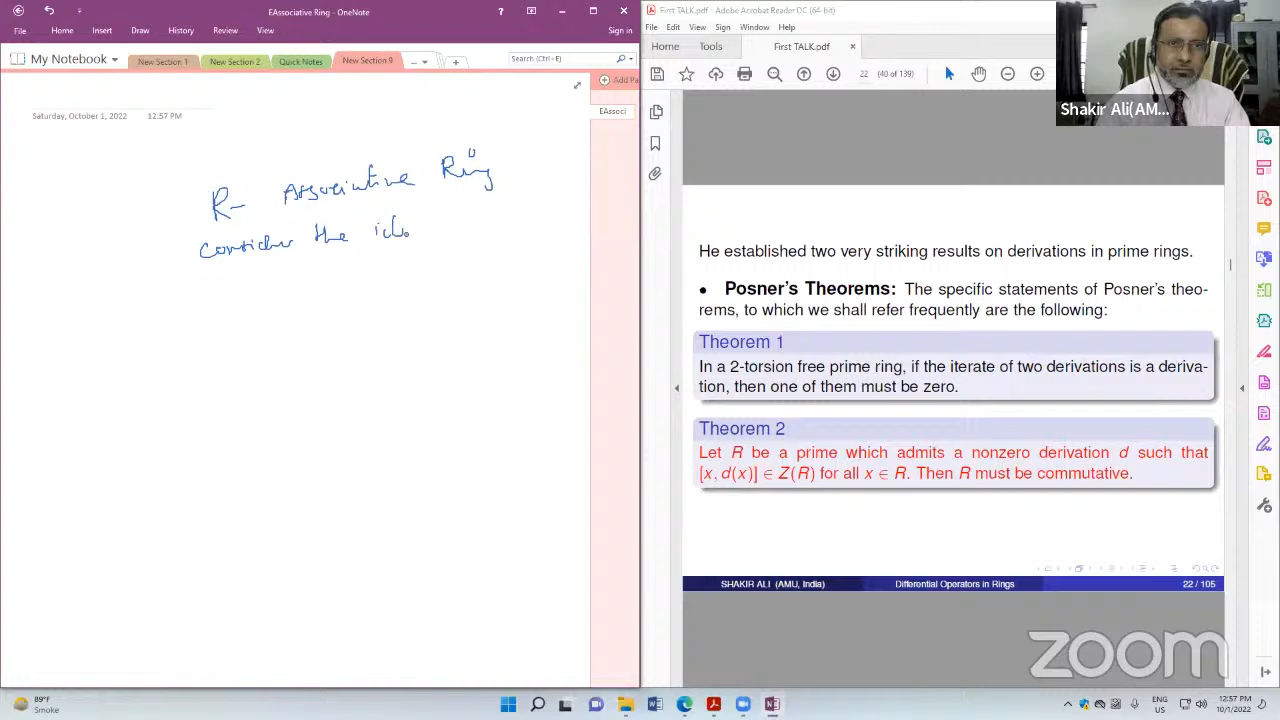 EAssociative Ring - OneNote
File Home Insert Draw History Review View Sign in
My Notebook New Section 1 New Section 2 Quick Notes New Section 9 Search (Ctrl+E)
Add Pa
EAssoci
Saturday, October 1, 2022 12:57 PM
R- Associative Ring
Consider the
First TALK.pdf - Adobe Acrobat Reader DC (64-bit)
File Edit View Sign Window Help
Home Tools First TALK.pdf ×
22 (40 of 139)
Shakir Ali(AM...
He established two very striking results on derivations in prime rings.
• Posner's Theorems: The specific statements of Posner's theo-
rems, to which we shall refer frequently are the following:
Theorem 1
In a 2-torsion free prime ring, if the iterate of two derivations is a deriva-
tion, then one of them must be zero.
Theorem 2
Let R be a prime which admits a nonzero derivation d such that
[x, d(x)] ∈ Z(R) for all x ∈ R. Then R must be commutative.
SHAKIR ALI (AMU, India) Differential Operators in Rings 22 / 105
zoom
89°F
Smoke
ENG
US
12:57 PM
10/1/2022